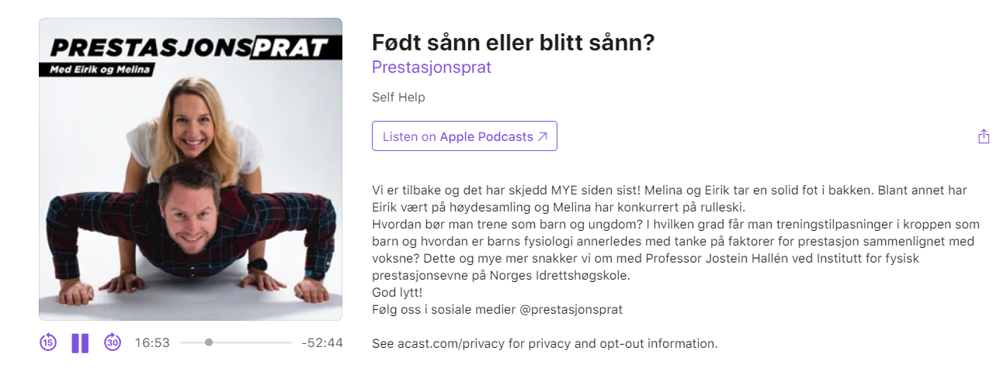 PRESTASJONSPRAT
Med Eirik og Melina
15
30
16:53
-52:44
Født sånn eller blitt sånn?
Prestasjonsprat
Self Help
Listen on Apple Podcasts ↗
Vi er tilbake og det har skjedd MYE siden sist! Melina og Eirik tar en solid fot i bakken. Blant annet har
Eirik vært på høydesamling og Melina har konkurrert på rulleski.
Hvordan bør man trene som barn og ungdom? I hvilken grad får man treningstilpasninger i kroppen som
barn og hvordan er barns fysiologi annerledes med tanke på faktorer for prestasjon sammenlignet med
voksne? Dette og mye mer snakker vi om med Professor Jostein Hallén ved Institutt for fysisk
prestasjonsevne på Norges Idrettshøgskole.
God lytt!
Følg oss i sosiale medier @prestasjonsprat
See acast.com/privacy for privacy and opt-out information.